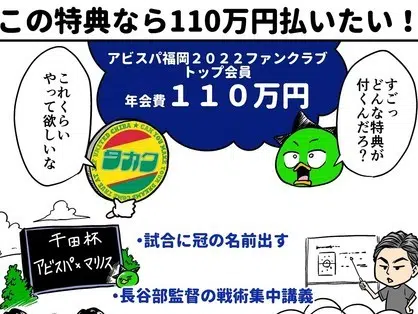 この特典なら110万円払いたい！
アビスパ福岡２０２２ファンクラブ
トップ会員
年会費１１０万円
すごっ
どんな特典が
付くんだろ？
これくらい
やって欲しいな
タカク
千田杯
アビスパ×マリノス
・試合に冠の名前出す
・長谷部監督の戦術集中講義